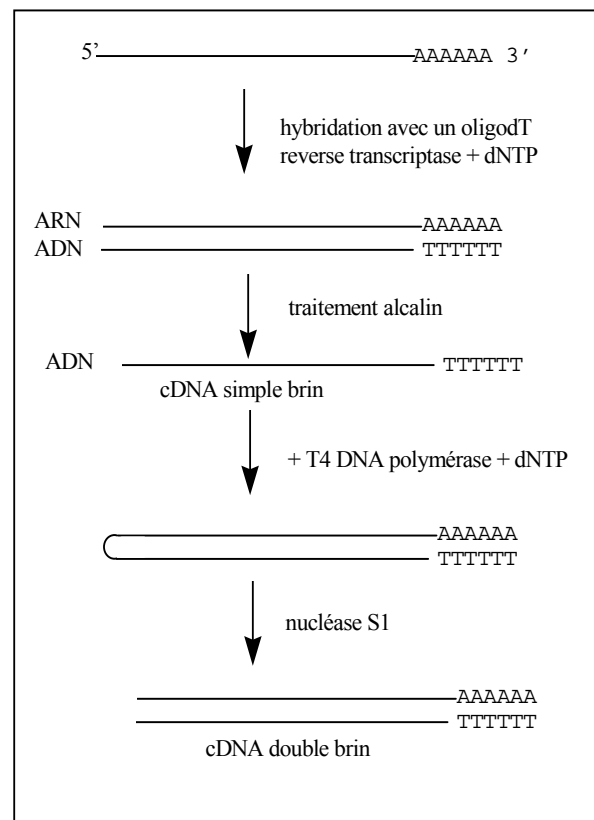 5' AAAAAA 3'
hybridation avec un oligodT
reverse transcriptase + dNTP
ARN AAAAAA
ADN TTTTTT
traitement alcalin
ADN TTTTTT
cDNA simple brin
+ T4 DNA polymérase + dNTP
AAAAAA
TTTTTT
nucléase S1
AAAAAA
TTTTTT
cDNA double brin